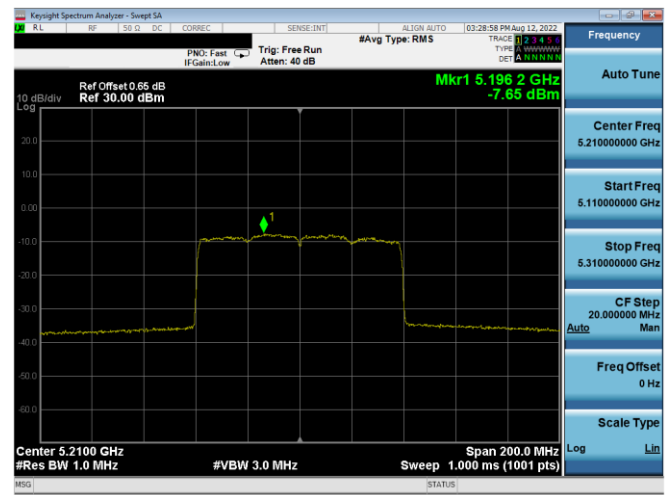 Keysight Spectrum Analyzer - Swept SA
RL RF 50 Ω DC CORREC SENSE:INT ALIGN AUTO 03:28:58 PM Aug 12, 2022
#Avg Type: RMS TRACE 1 2 3 4 5 6
PNO: Fast Trig: Free Run TYPE A WWWWW
IFGain:Low Atten: 40 dB DET A N N N N N
Mkr1 5.196 2 GHz
-7.65 dBm
Ref Offset 0.65 dB
10 dB/div Ref 30.00 dBm
Log
20.0
10.0
0.00
-10.0
-20.0
-30.0
-40.0
-50.0
-60.0
1
Center 5.2100 GHz Span 200.0 MHz
#Res BW 1.0 MHz #VBW 3.0 MHz Sweep 1.000 ms (1001 pts)
MSG STATUS
Frequency
Auto Tune
Center Freq
5.210000000 GHz
Start Freq
5.110000000 GHz
Stop Freq
5.310000000 GHz
CF Step
20.000000 MHz
Auto Man
Freq Offset
0 Hz
Scale Type
Log Lin